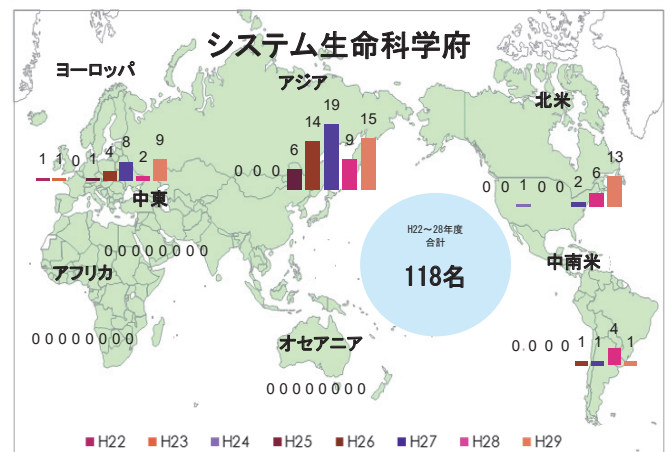 システム生命科学府
ヨーロッパ
アジア
北米
1 1 0 1 4 8 2 9
0 0 0 6 14 19 9 15
0 0 1 0 0 2 6 13
中東
0 0 0 0 0 0 0 0
H22～28年度
合計
118名
アフリカ
中南米
0 0 0 0 0 0 0 0
オセアニア
0 0 0 0 0 0 0 0
0 0 0 0 1 1 4 1
H22 H23 H24 H25 H26 H27 H28 H29